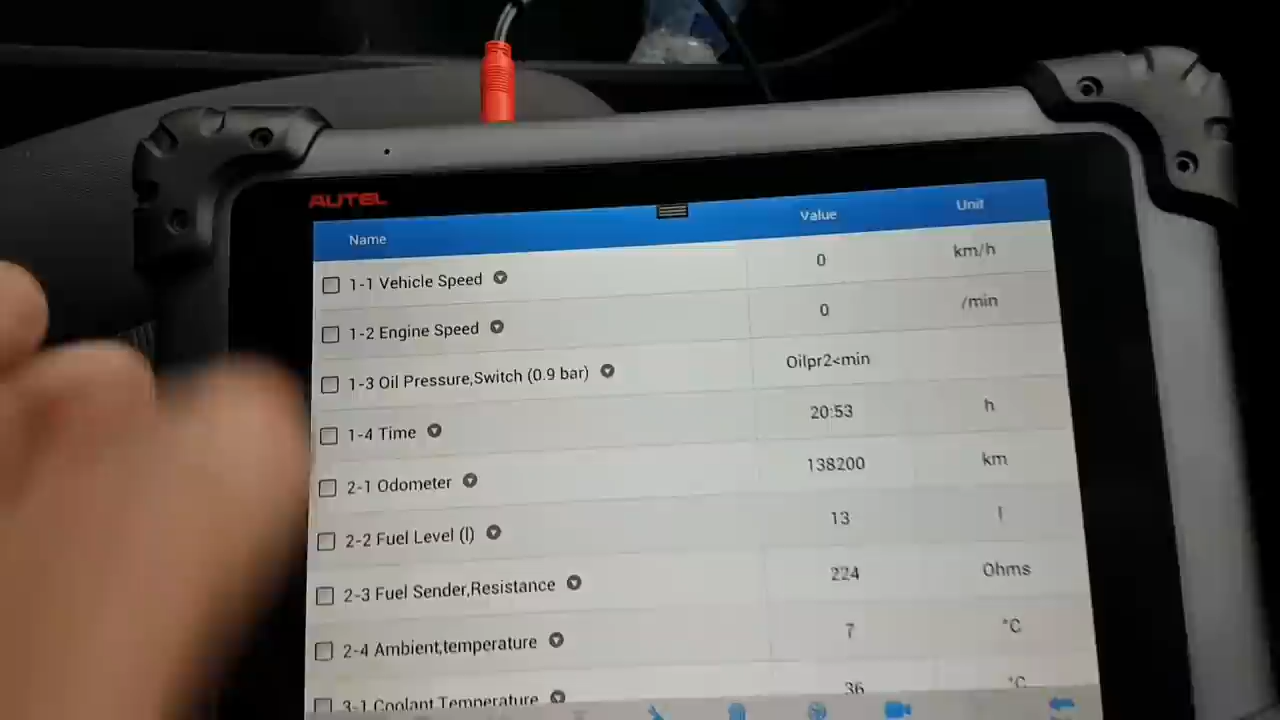 AUTEL
Name Value Unit
1-1 Vehicle Speed 0 km/h
1-2 Engine Speed 0 /min
1-3 Oil Pressure,Switch (0.9 bar) Oilpr2<min
1-4 Time 20:53 h
2-1 Odometer 138200 km
2-2 Fuel Level (l) 13 l
2-3 Fuel Sender,Resistance 224 Ohms
2-4 Ambient,temperature 7 °C
3-1 Coolant Temperature 36 °C